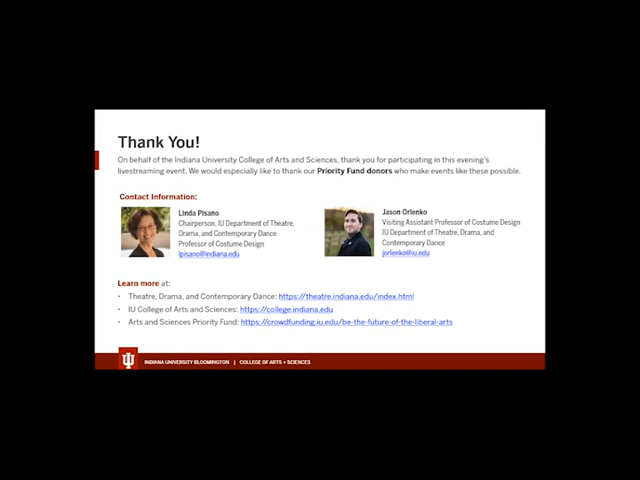 Thank You!
On behalf of the Indiana University College of Arts and Sciences, thank you for participating in this evening's
livestreaming event. We would especially like to thank our Priority Fund donors who make events like these possible.
Contact Information:
Linda Pisano
Chairperson, IU Department of Theatre,
Drama, and Contemporary Dance
Professor of Costume Design
lpisano@indiana.edu
Jason Orlenko
Visiting Assistant Professor of Costume Design
IU Department of Theatre, Drama, and
Contemporary Dance
jorlenko@iu.edu
Learn more at:
• Theatre, Drama, and Contemporary Dance: https://theatre.indiana.edu/index.html
• IU College of Arts and Sciences: https://college.indiana.edu
• Arts and Sciences Priority Fund: https://crowdfunding.iu.edu/be-the-future-of-the-liberal-arts
INDIANA UNIVERSITY BLOOMINGTON | COLLEGE OF ARTS + SCIENCES